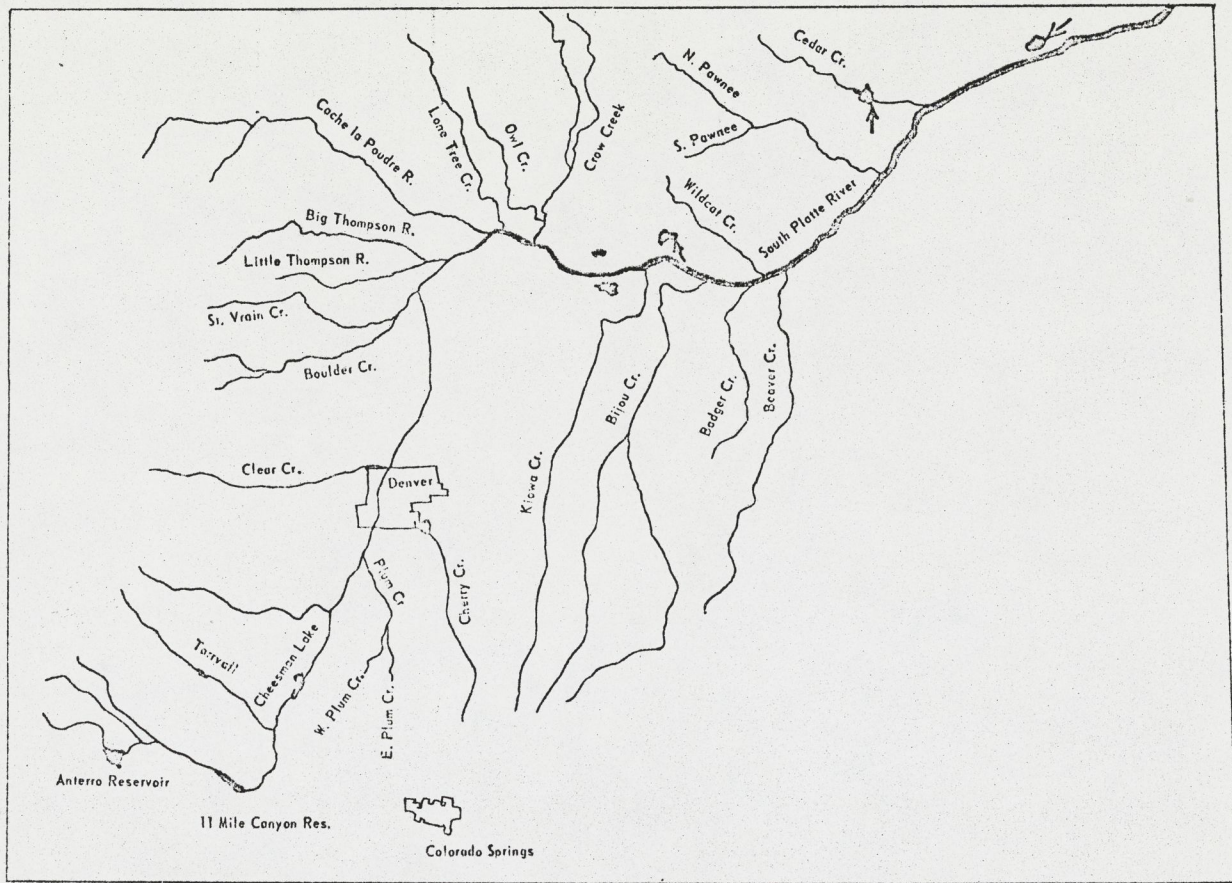 Cedar Cr.
N. Pawnee
S. Pawnee
Cache la Poudre R.
Lone Tree Cr.
Owl Cr.
Crow Creek
Wildcat Cr.
South Platte River
Big Thompson R.
Little Thompson R.
St. Vrain Cr.
Boulder Cr.
Badger Cr.
Beaver Cr.
Bijou Cr.
Kiowa Cr.
Clear Cr.
Denver
Plum Cr
Cherry Cr.
Cheesman Lake
W. Plum Cr.
E. Plum Cr.
Anterro Reservoir
11 Mile Canyon Res.
Colorado Springs